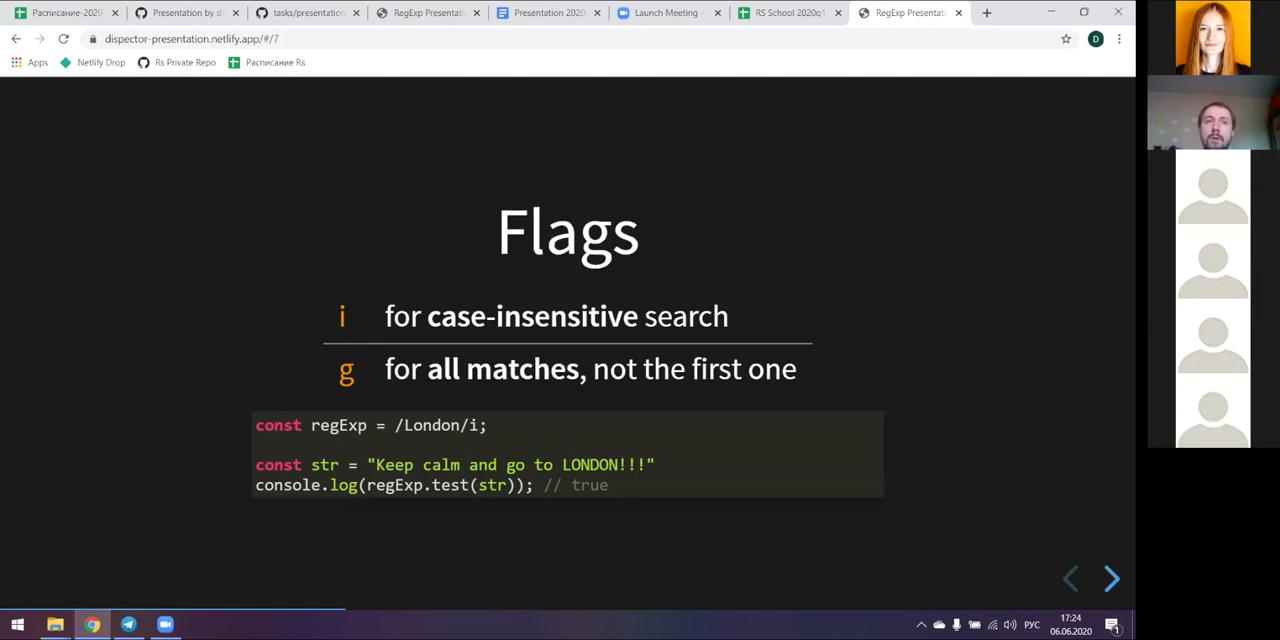 Расписание-2020
Presentation by di
tasks/presentation
RegExp Presentati
Presentation 2020
Launch Meeting -
RS School 2020q1
RegExp Presentati
dispector-presentation.netlify.app/#/7
D
Apps
Netlify Drop
Rs Private Repo
Расписание Rs
Flags
i for case-insensitive search
g for all matches, not the first one
const regExp = /London/i;
const str = "Keep calm and go to LONDON!!!"
console.log(regExp.test(str)); // true
РУС
17:24
06.06.2020
1